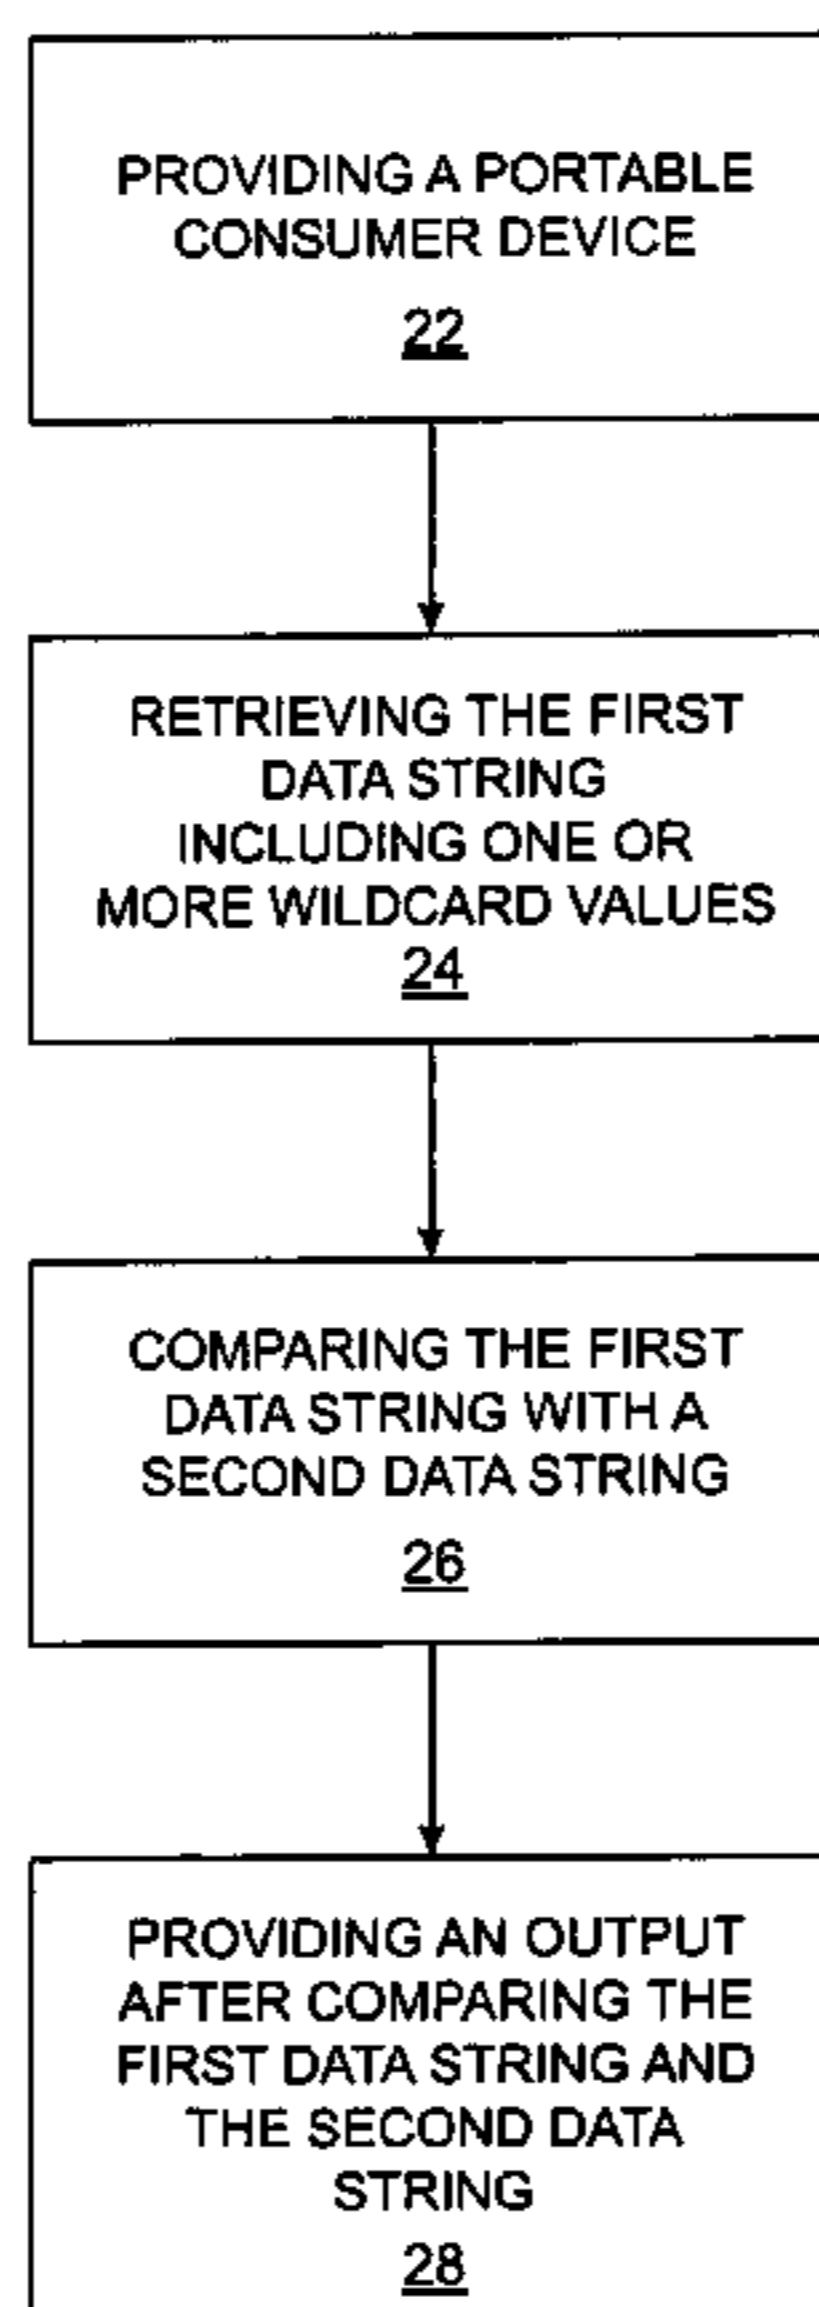 PROVIDING A PORTABLE
CONSUMER DEVICE
22
RETRIEVING THE FIRST
DATA STRING
INCLUDING ONE OR
MORE WILDCARD VALUES
24
COMPARING THE FIRST
DATA STRING WITH A
SECOND DATA STRING
26
PROVIDING AN OUTPUT
AFTER COMPARING THE
FIRST DATA STRING AND
THE SECOND DATA
STRING
28